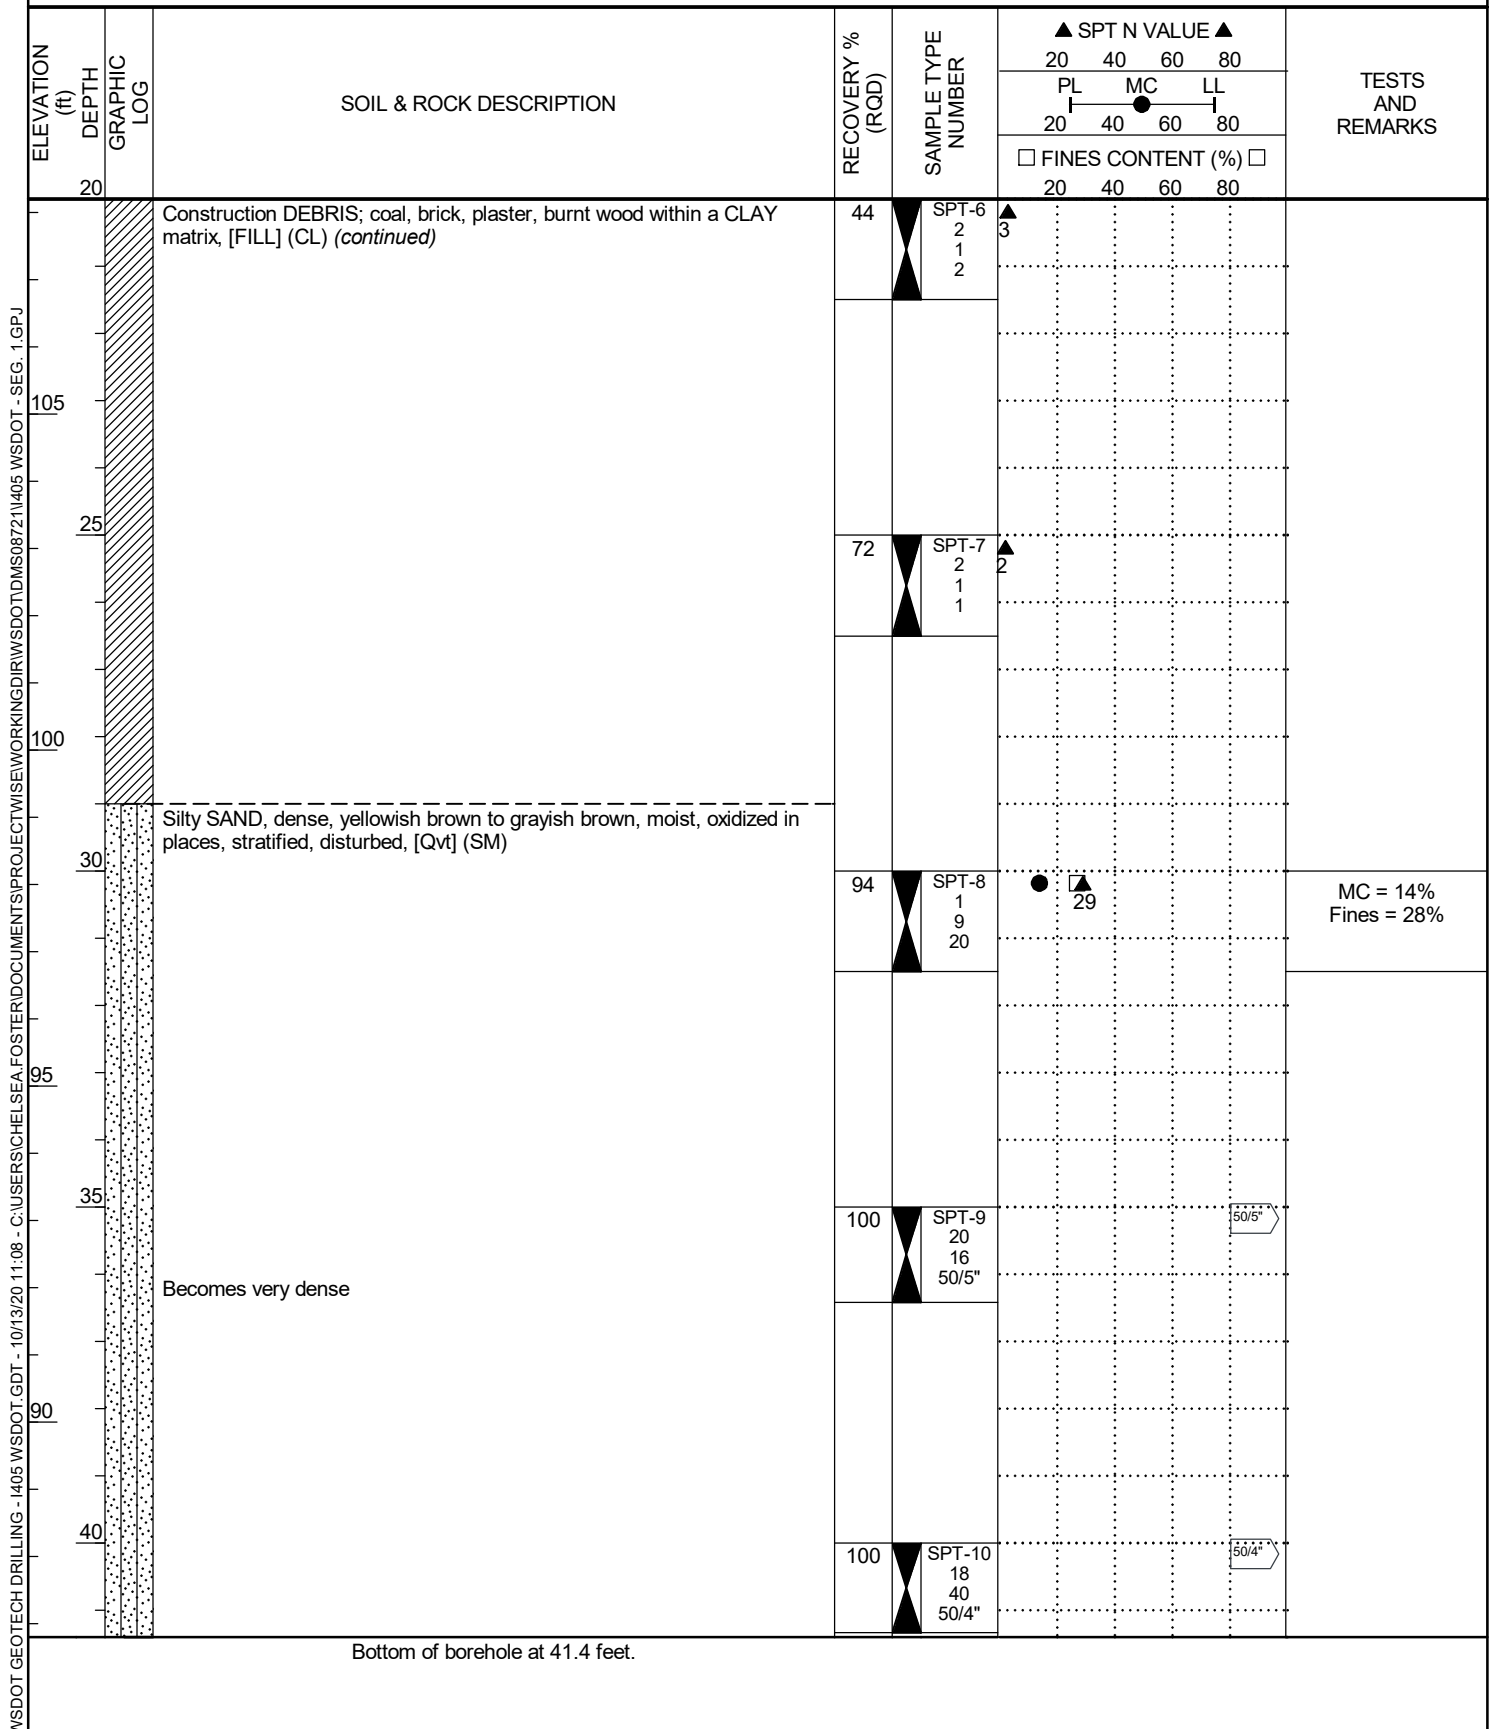 ELEVATION
(ft)
DEPTH
GRAPHIC
LOG
SOIL & ROCK DESCRIPTION
RECOVERY %
(RQD)
SAMPLE TYPE
NUMBER
▲ SPT N VALUE ▲
20 40 60 80
PL MC LL
20 40 60 80
□ FINES CONTENT (%) □
20 40 60 80
TESTS
AND
REMARKS
20
Construction DEBRIS; coal, brick, plaster, burnt wood within a CLAY
matrix, [FILL] (CL) (continued)
44
SPT-6
2
1
2
3
105
25
72
SPT-7
2
1
1
2
100
Silty SAND, dense, yellowish brown to grayish brown, moist, oxidized in
places, stratified, disturbed, [Qvt] (SM)
30
94
SPT-8
1
9
20
29
MC = 14%
Fines = 28%
95
35
100
SPT-9
20
16
50/5"
50/5"
Becomes very dense
90
40
100
SPT-10
18
40
50/4"
50/4"
Bottom of borehole at 41.4 feet.
WSDOT GEOTECH DRILLING - I405 WSDOT.GDT - 10/13/20 11:08 - C:\USERS\CHELSEA.FOSTER\DOCUMENTS\PROJECTWISE\WORKINGDIR\WSDOT\DMS08721\I405 WSDOT - SEG. 1.GPJ